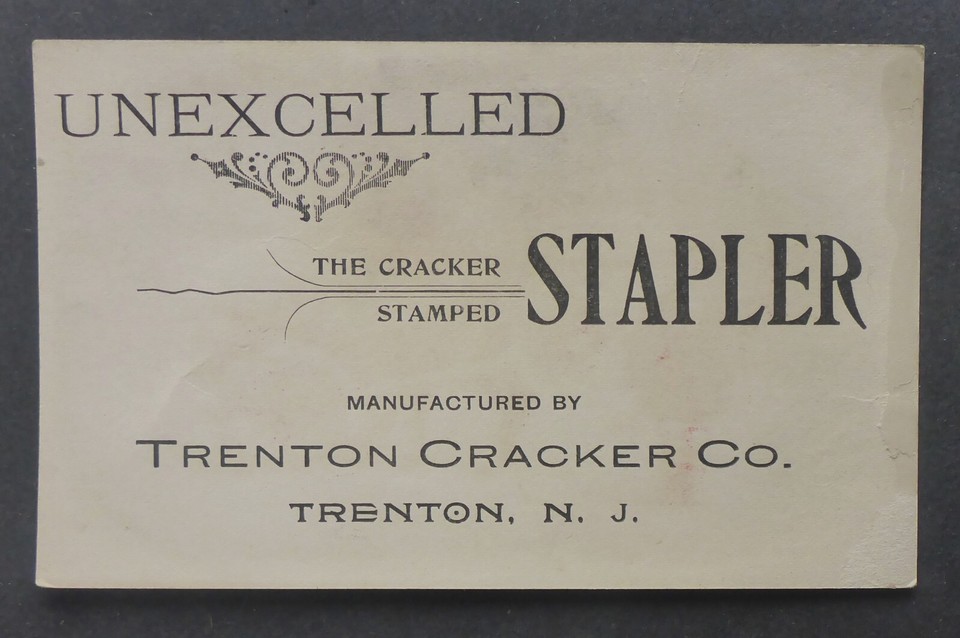 UNEXCELLED
THE CRACKER
STAMPED STAPLER
MANUFACTURED BY
TRENTON CRACKER CO.
TRENTON, N. J.